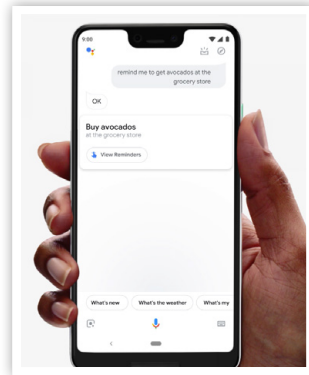 9:00
remind me to get avocados at the
grocery store
OK
Buy avocados
at the grocery store
View Reminders
What's new
What's the weather
What's my